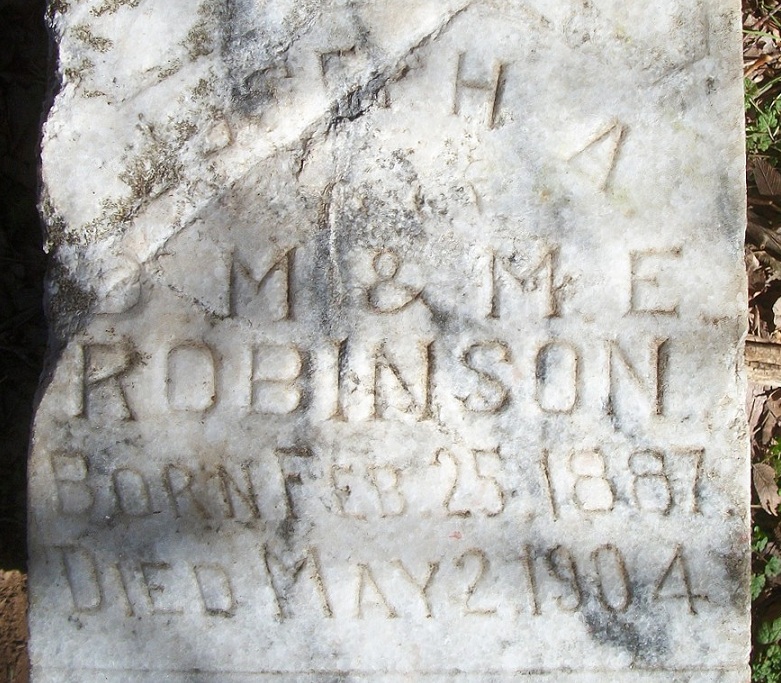 D M & M. E.
ROBINSON
BORN FEB. 25. 1887
DIED MAY 2, 1904